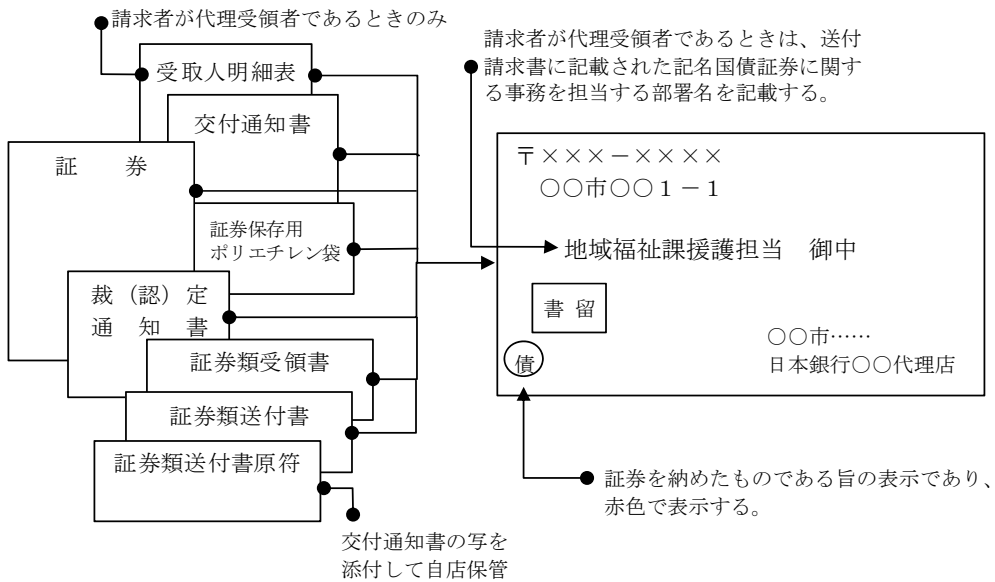 請求者が代理受領者であるときのみ
受取人明細表
交付通知書
証　　券
証券保存用
ポリエチレン袋
裁（認）定
通　知　書
証券類受領書
証券類送付書
証券類送付書原符
交付通知書の写を
添付して自店保管
請求者が代理受領者であるときは、送付
請求書に記載された記名国債証券に関す
る事務を担当する部署名を記載する。
〒×××－××××
○○市○○１－１
地域福祉課援護担当　御中
書 留
債
○○市……
日本銀行○○代理店
証券を納めたものである旨の表示であり、
赤色で表示する。